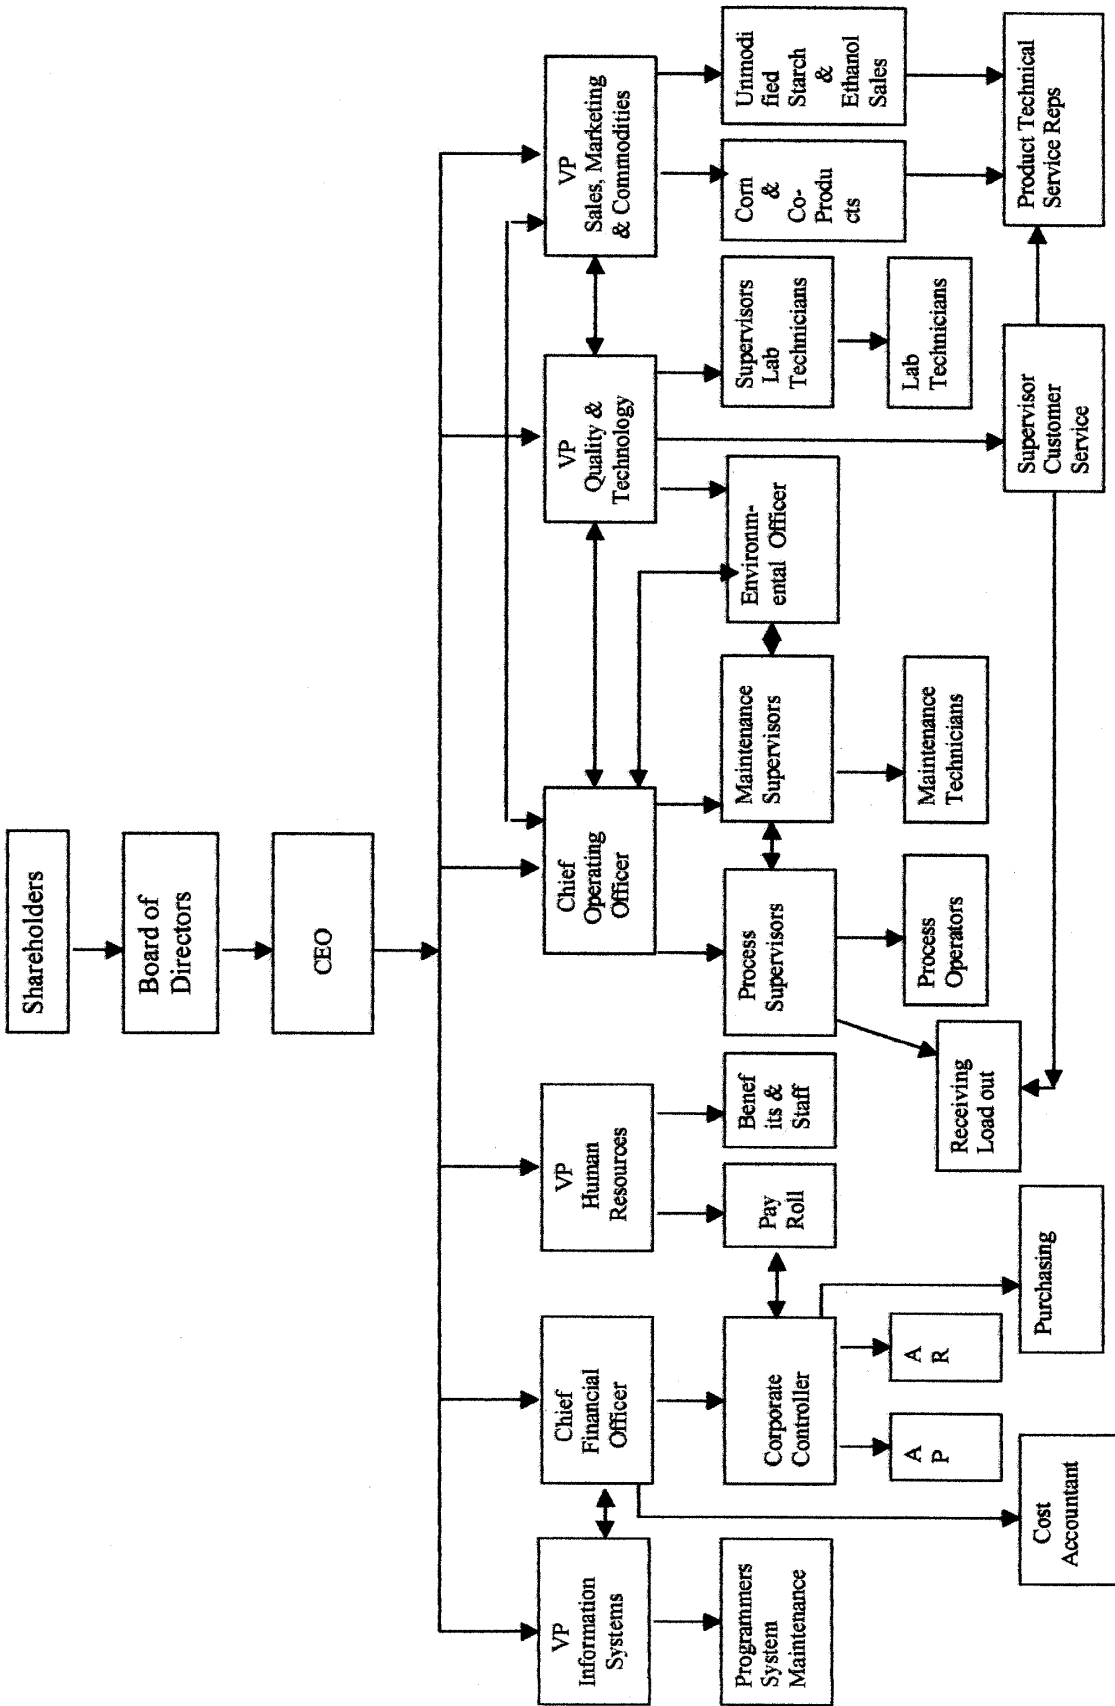 Shareholders
Board of
Directors
CEO
VP
Information
Systems
Chief
Financial
Officer
VP
Human
Resources
Chief
Operating
Officer
VP
Quality &
Technology
VP
Sales, Marketing
& Commodities
Programmers
System
Maintenance
Corporate
Controller
Pay
Roll
Benef
its &
Staff
Process
Supervisors
Maintenance
Supervisors
Environm-
ental Officer
Supervisors
Lab
Technicians
Corn
&
Co-
Produ
cts
Unmodi
fied
Starch
&
Ethanol
Sales
A
P
A
R
Process
Operators
Maintenance
Technicians
Lab
Technicians
Receiving
Load out
Cost
Accountant
Purchasing
Supervisor
Customer
Service
Product Technical
Service Reps